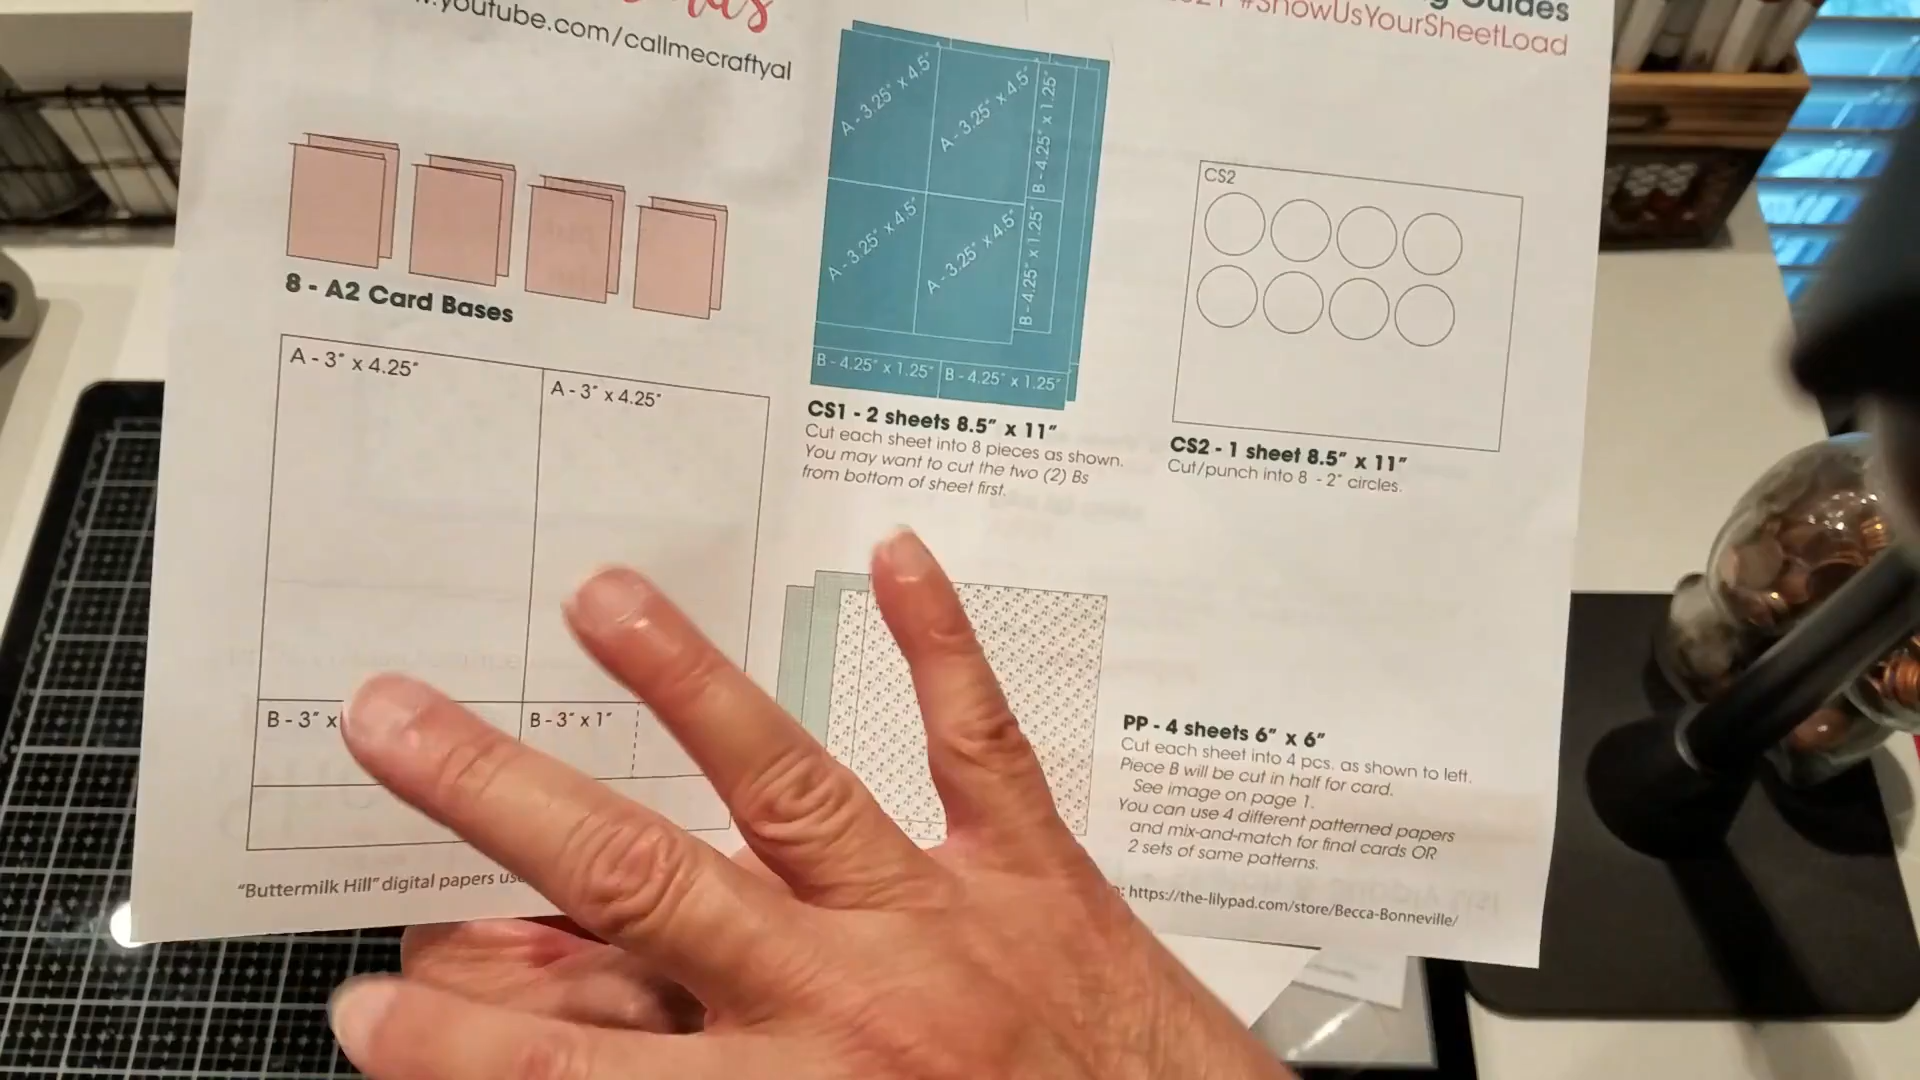 Guides
youtube.com/callmecraftyal
#ShowUsYourSheetLoad
A - 3.25" x 4.5"
A - 3.25" x 4.5"
B - 4.25" x 1.25"
A - 3.25" x 4.5"
A - 3.25" x 4.5"
B - 4.25" x 1.25"
B - 4.25" x 1.25"
B - 4.25" x 1.25"
CS2
8 - A2 Card Bases
CS1 - 2 sheets 8.5" x 11"
Cut each sheet into 8 pieces as shown.
You may want to cut the two (2) Bs
from bottom of sheet first.
CS2 - 1 sheet 8.5" x 11"
Cut/punch into 8 - 2" circles.
A - 3" x 4.25"
A - 3" x 4.25"
B - 3" x
B - 3" x 1"
PP - 4 sheets 6" x 6"
Cut each sheet into 4 pcs. as shown to left.
Piece B will be cut in half for card.
See image on page 1.
You can use 4 different patterned papers
and mix-and-match for final cards OR
2 sets of same patterns.
"Buttermilk Hill" digital papers
https://the-lilypad.com/store/Becca-Bonneville/